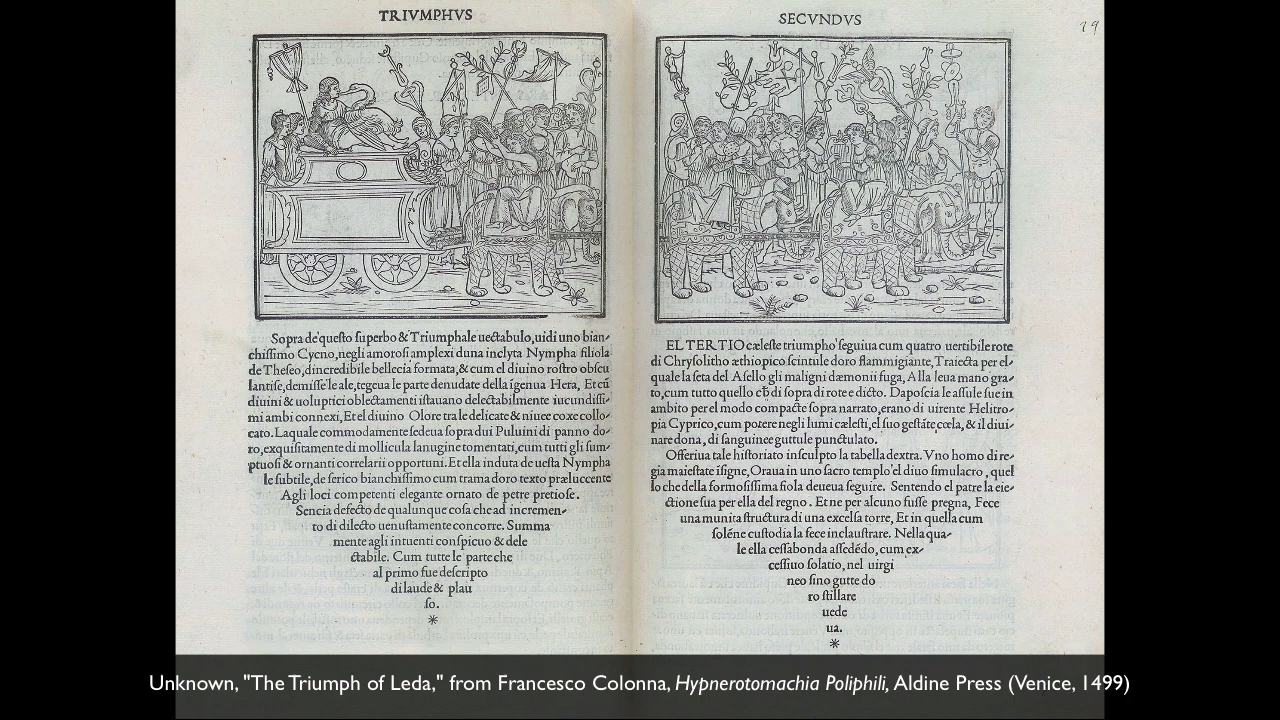 TRIVMPHVS
Sopra de questo superbo & Triumphale uectabulo, uidi uno bian-
chissimo Cycno, negli amorosi amplexi duna inclyta Nympha filiola
de Theseo, dincredibile bellecia formata, & cum el diuino rostro obscu
lantise, demisse le ale, tegeua le parte denudate della igenua Hera, Et cū
diuini & uoluptici oblectamenti istauano delectabilmente iucundissi-
mi ambi connexi, Et el diuino Olore tra le delicate & niuee coxe collo-
cato. Laquale commodamente sedeua sopra dui Puluini di panno do-
ro, exquisitamente di mollicula lanugine tomentati, cum tutti gli sum-
ptuosi & ornanti correlarii opportuni. Et ella induta de uesta Nympha
le subtile, de serico bianchissimo cum trama doro texto præluccente
Agli loci competenti elegante ornato de petre pretiose.
Sencia defecto de qualunque cosa che ad incremen-
to di dilecto uenustamente concorre. Summa
mente agli intuenti conspicuo & dele
ctabile. Cum tutte le parte che
al primo fue descripto
di laude & plau
so.
*
SECVNDVS
19
EL TERTIO cæleste triumpho seguiua cum quatro uertibile rote
di Chrysolitho æthiopico scintule doro flammigiante, Traiecta per el-
quale la seta del Asello gli maligni dæmonii fuga, Alla leua mano gra-
to, cum tutto quello ch̄ di sopra di rote e dicto. Daposcia le assule sue in
ambito per el modo compacte sopra narrato, erano di uirente Helitro-
pia Cyprico, cum potere negli lumi cælesti, el suo gestāte cœla, & il diui-
nare dona, di sanguinee guttule punctulato.
Offeriua tale historiato insculpto la tabella dextra. Vno homo di re-
gia maiestate isigne, Oraua in uno sacro templo el diuo simulacro, quel
lo che della formosissima fiola deueua seguire. Sentendo el patre la eie-
ctione sua per ella del regno. Et ne per alcuno fusse pregna, Fece
una munita structura di una excelsa torre, Et in quella cum
soléne custodia la fece inclaustrare. Nella qua-
le ella cessabonda assedédo, cum ex-
cessiuo solatio, nel uirgi
neo sino gutte do
ro stillare
uede
ua.
*
Unknown, "The Triumph of Leda," from Francesco Colonna, Hypnerotomachia Poliphili, Aldine Press (Venice, 1499)